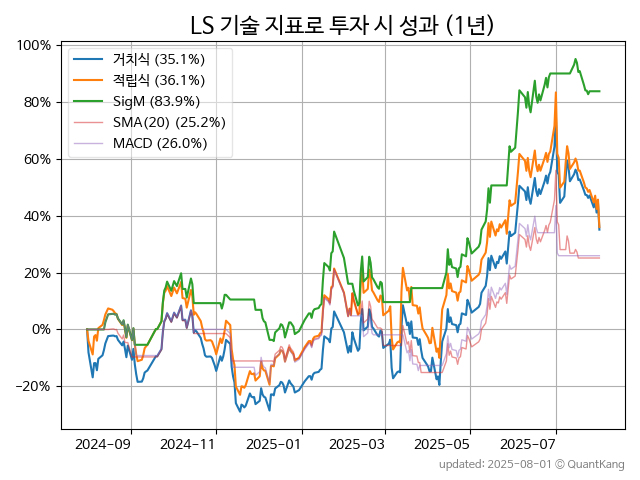 LS 기술 지표로 투자 시 성과 (1년)
100%
80%
60%
40%
20%
0%
−20%
거치식 (35.1%)
적립식 (36.1%)
SigM (83.9%)
SMA(20) (25.2%)
MACD (26.0%)
2024−09
2024−11
2025−01
2025−03
2025−05
2025−07
updated: 2025-08-01 © QuantKang